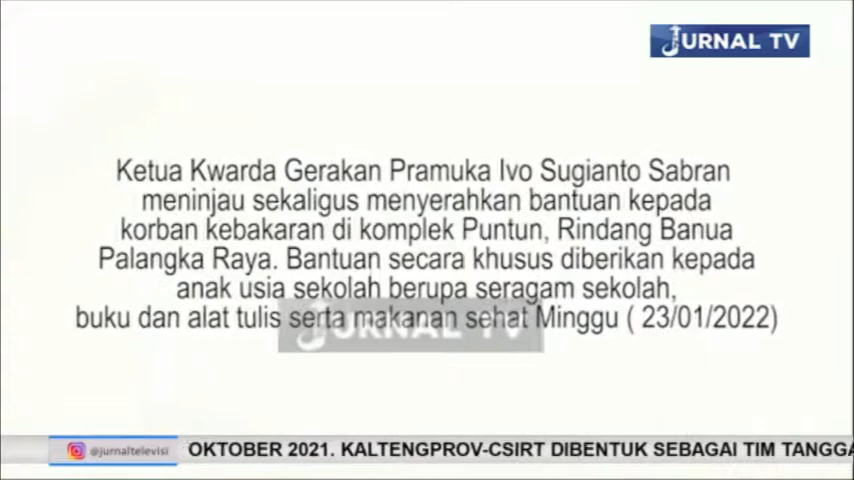 JURNAL TV
Ketua Kwarda Gerakan Pramuka Ivo Sugianto Sabran
meninjau sekaligus menyerahkan bantuan kepada
korban kebakaran di komplek Puntun, Rindang Banua
Palangka Raya. Bantuan secara khusus diberikan kepada
anak usia sekolah berupa seragam sekolah,
buku dan alat tulis serta makanan sehat Minggu ( 23/01/2022)
JURNAL TV
@jurnaltelevisi
OKTOBER 2021. KALTENGPROV-CSIRT DIBENTUK SEBAGAI TIM TANGGA